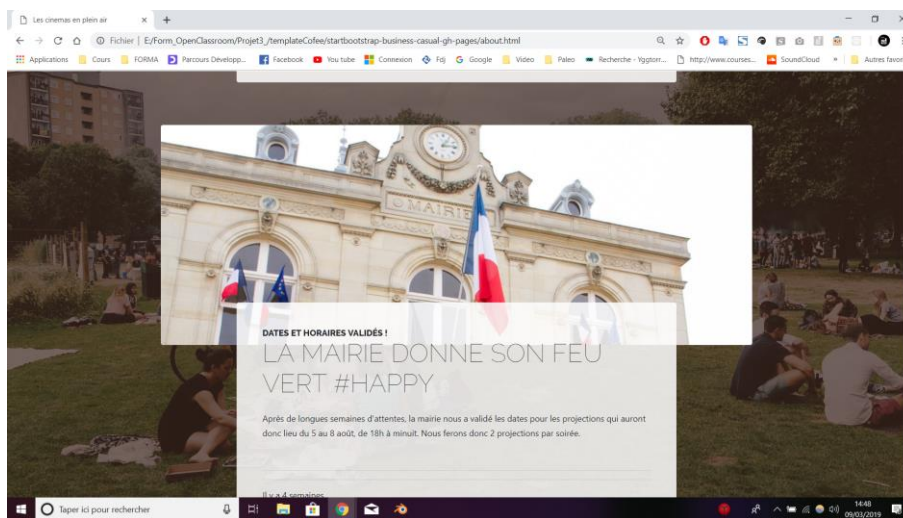 Les cinemas en plein air
Fichier | E:/Form_OpenClassroom/Projet3_/templateCofee/startbootstrap-business-casual-gh-pages/about.html
Applications Cours FORMA Parcours Développ... Facebook You tube Connexion Fdj Google Video Paleo Recherche - Yggtorr... http://www.courses... SoundCloud » Autres favor
MAIRIE
DATES ET HORAIRES VALIDÉS !
LA MAIRIE DONNE SON FEU
VERT #HAPPY
Après de longues semaines d'attentes, la mairie nous a validé les dates pour les projections qui auront
donc lieu du 5 au 8 août, de 18h à minuit. Nous ferons donc 2 projections par soirée.
Il y a 4 semaines
Taper ici pour rechercher
14:48
09/03/2019